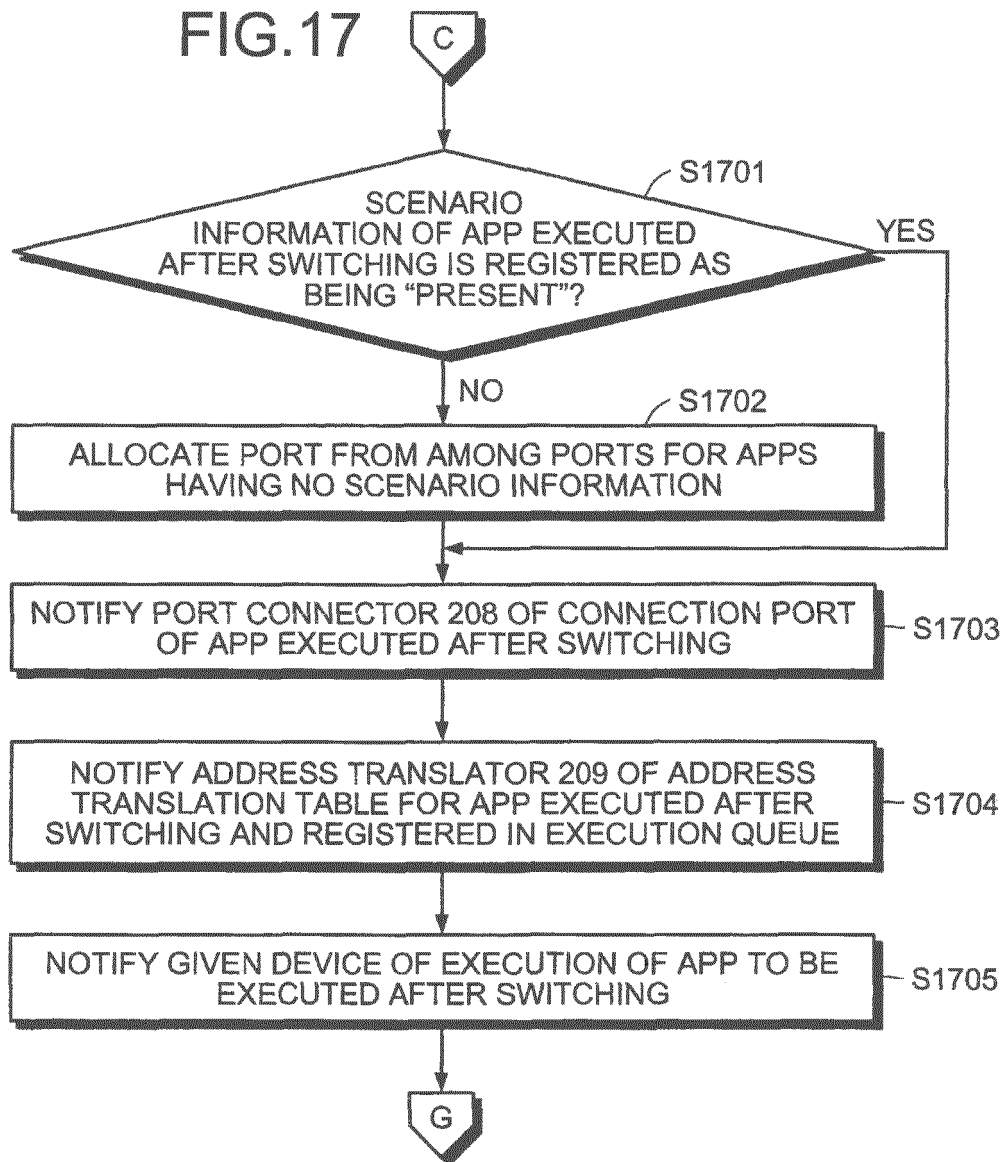 FIG.17
C
S1701
SCENARIO
INFORMATION OF APP EXECUTED
AFTER SWITCHING IS REGISTERED AS
BEING “PRESENT”?
YES
NO
S1702
ALLOCATE PORT FROM AMONG PORTS FOR APPS
HAVING NO SCENARIO INFORMATION
NOTIFY PORT CONNECTOR 208 OF CONNECTION PORT
OF APP EXECUTED AFTER SWITCHING
S1703
NOTIFY ADDRESS TRANSLATOR 209 OF ADDRESS
TRANSLATION TABLE FOR APP EXECUTED AFTER
SWITCHING AND REGISTERED IN EXECUTION QUEUE
S1704
NOTIFY GIVEN DEVICE OF EXECUTION OF APP TO BE
EXECUTED AFTER SWITCHING
S1705
G